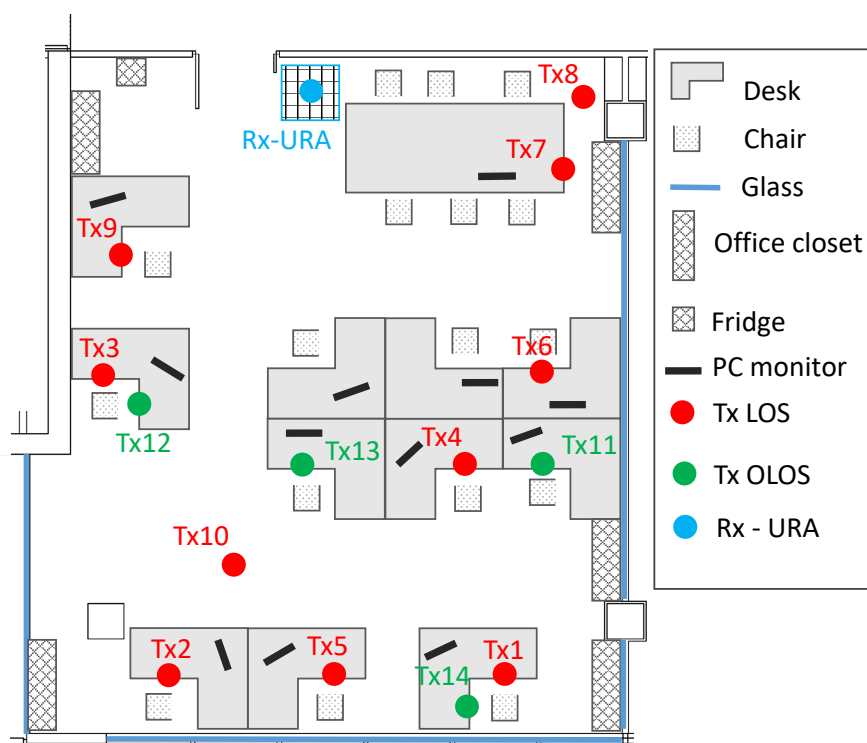 Tx8
Rx-URA
Tx7
Tx9
Tx3
Tx6
Tx12
Tx13
Tx4
Tx11
Tx10
Tx2
Tx5
Tx14
Tx1
Desk
Chair
Glass
Office closet
Fridge
PC monitor
Tx LOS
Tx OLOS
Rx - URA